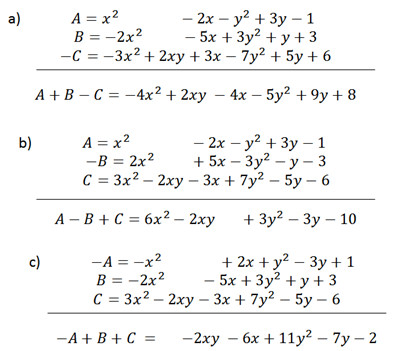 a) A = x² − 2x − y² + 3y − 1
B = −2x² − 5x + 3y² + y + 3
−C = −3x² + 2xy + 3x − 7y² + 5y + 6
A + B − C = −4x² + 2xy − 4x − 5y² + 9y + 8
b) A = x² − 2x − y² + 3y − 1
−B = 2x² + 5x − 3y² − y − 3
C = 3x² − 2xy − 3x + 7y² − 5y − 6
A − B + C = 6x² − 2xy + 3y² − 3y − 10
c) −A = −x² + 2x + y² − 3y + 1
B = −2x² − 5x + 3y² + y + 3
C = 3x² − 2xy − 3x + 7y² − 5y − 6
−A + B + C = −2xy − 6x + 11y² − 7y − 2